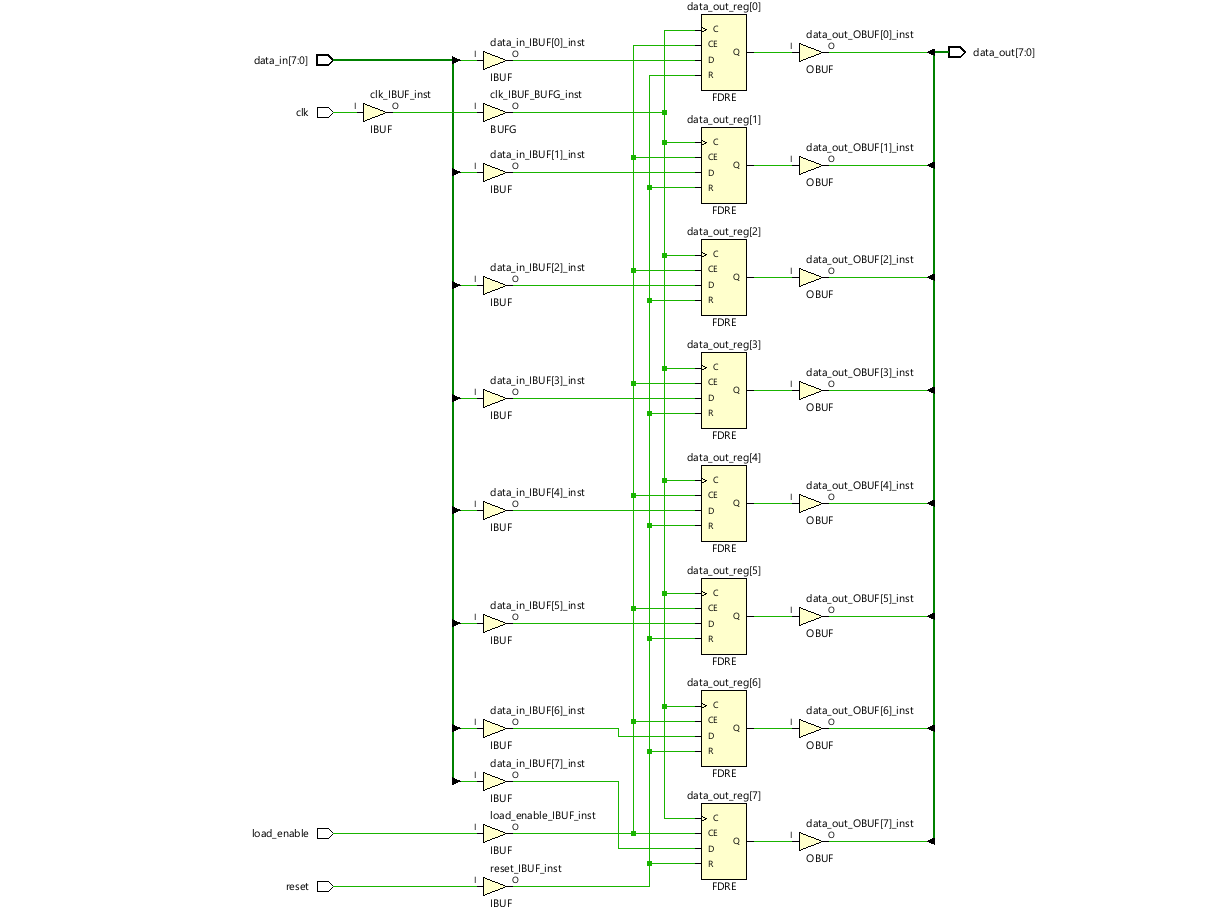 data_out_reg[0]
data_in[7:0]
data_in_IBUF[0]_inst
I
O
IBUF
C
CE
D
R
Q
FDRE
data_out_OBUF[0]_inst
I
O
OBUF
data_out[7:0]
clk
clk_IBUF_inst
I
O
IBUF
clk_IBUF_BUFG_inst
I
O
BUFG
data_out_reg[1]
data_in_IBUF[1]_inst
I
O
IBUF
C
CE
D
R
Q
FDRE
data_out_OBUF[1]_inst
I
O
OBUF
data_out_reg[2]
data_in_IBUF[2]_inst
I
O
IBUF
C
CE
D
R
Q
FDRE
data_out_OBUF[2]_inst
I
O
OBUF
data_out_reg[3]
data_in_IBUF[3]_inst
I
O
IBUF
C
CE
D
R
Q
FDRE
data_out_OBUF[3]_inst
I
O
OBUF
data_out_reg[4]
data_in_IBUF[4]_inst
I
O
IBUF
C
CE
D
R
Q
FDRE
data_out_OBUF[4]_inst
I
O
OBUF
data_out_reg[5]
data_in_IBUF[5]_inst
I
O
IBUF
C
CE
D
R
Q
FDRE
data_out_OBUF[5]_inst
I
O
OBUF
data_out_reg[6]
data_in_IBUF[6]_inst
I
O
IBUF
C
CE
D
R
Q
FDRE
data_out_OBUF[6]_inst
I
O
OBUF
data_in_IBUF[7]_inst
I
O
IBUF
data_out_reg[7]
C
CE
D
R
Q
FDRE
data_out_OBUF[7]_inst
I
O
OBUF
load_enable
load_enable_IBUF_inst
I
O
IBUF
reset
reset_IBUF_inst
I
O
IBUF